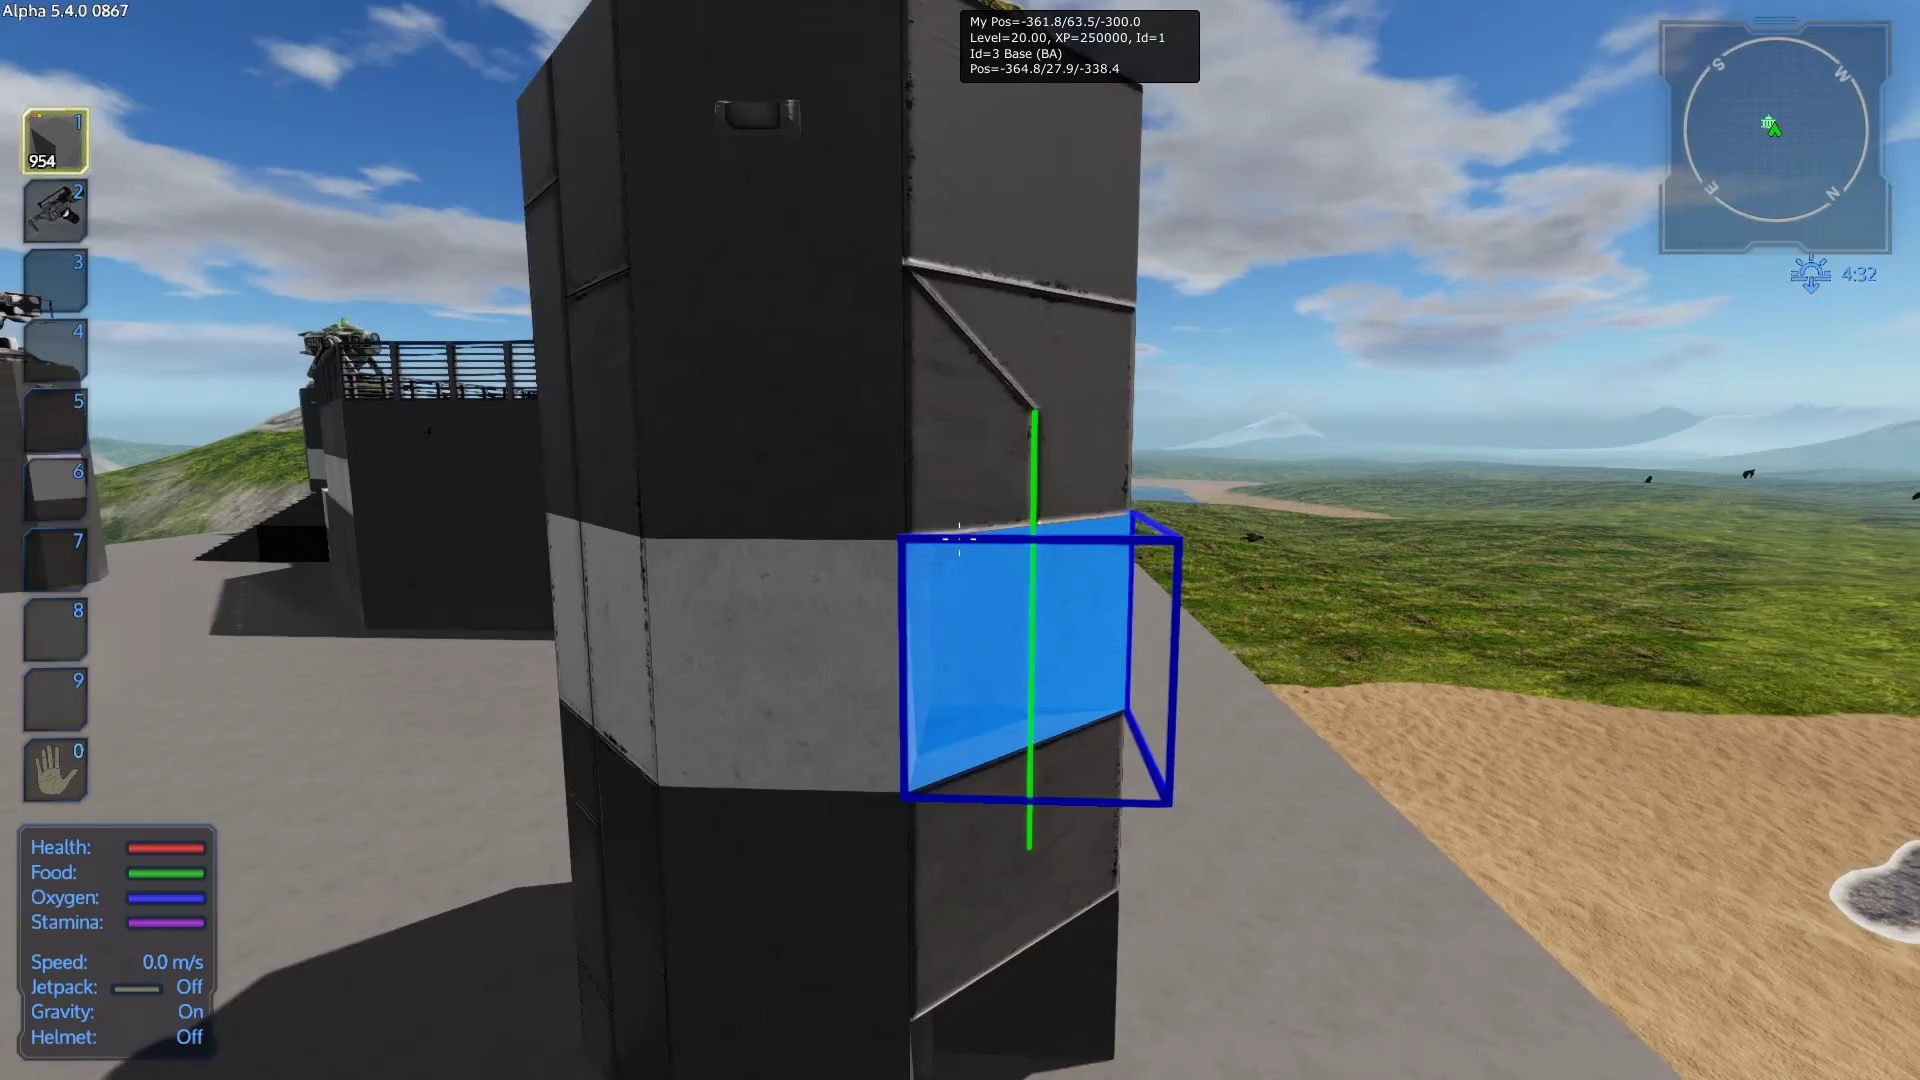 Alpha 5.4.0 0867
My Pos=-361.8/63.5/-300.0
Level=20.00, XP=250000, Id=1
Id=3 Base (BA)
Pos=-364.8/27.9/-338.4
S
W
E
N
4:32
1
954
2
3
4
5
6
7
8
9
0
Health:
Food:
Oxygen:
Stamina:
Speed: 0.0 m/s
Jetpack: Off
Gravity: On
Helmet: Off